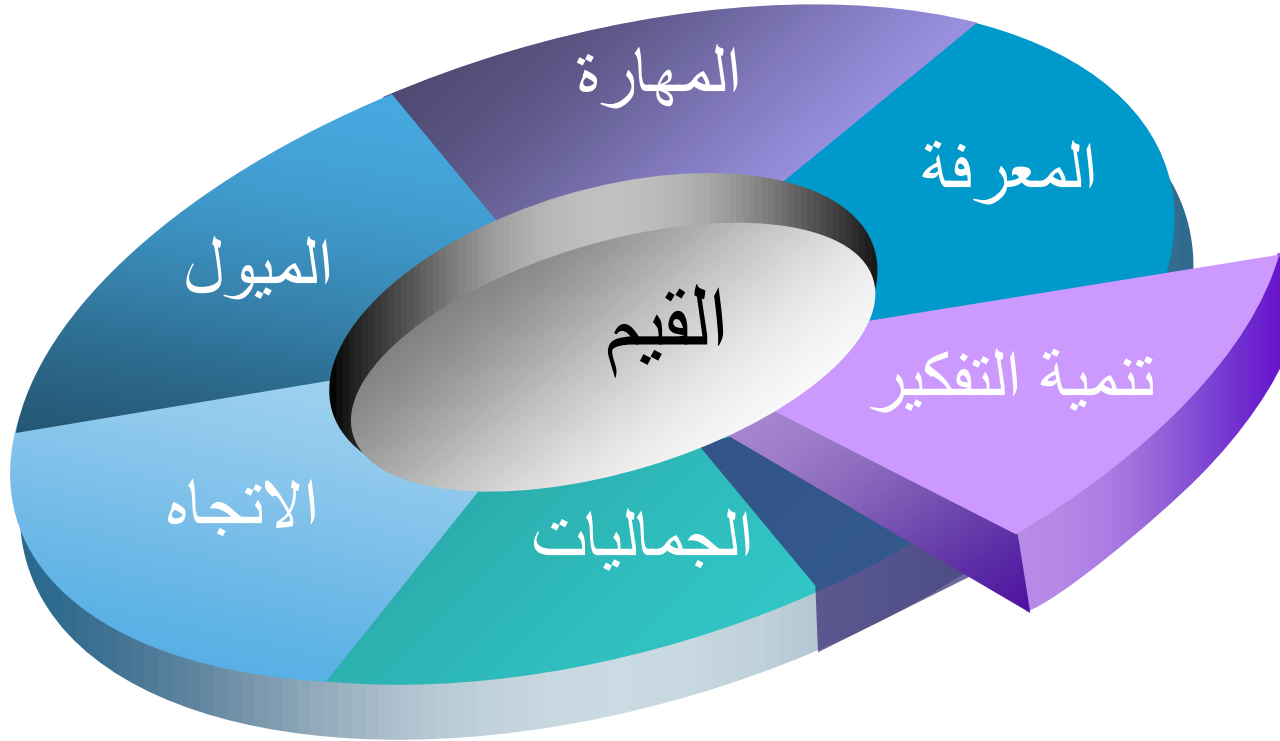 المهارة
المعرفة
الميول
القيم
تنمية التفكير
الاتجاه
الجماليات